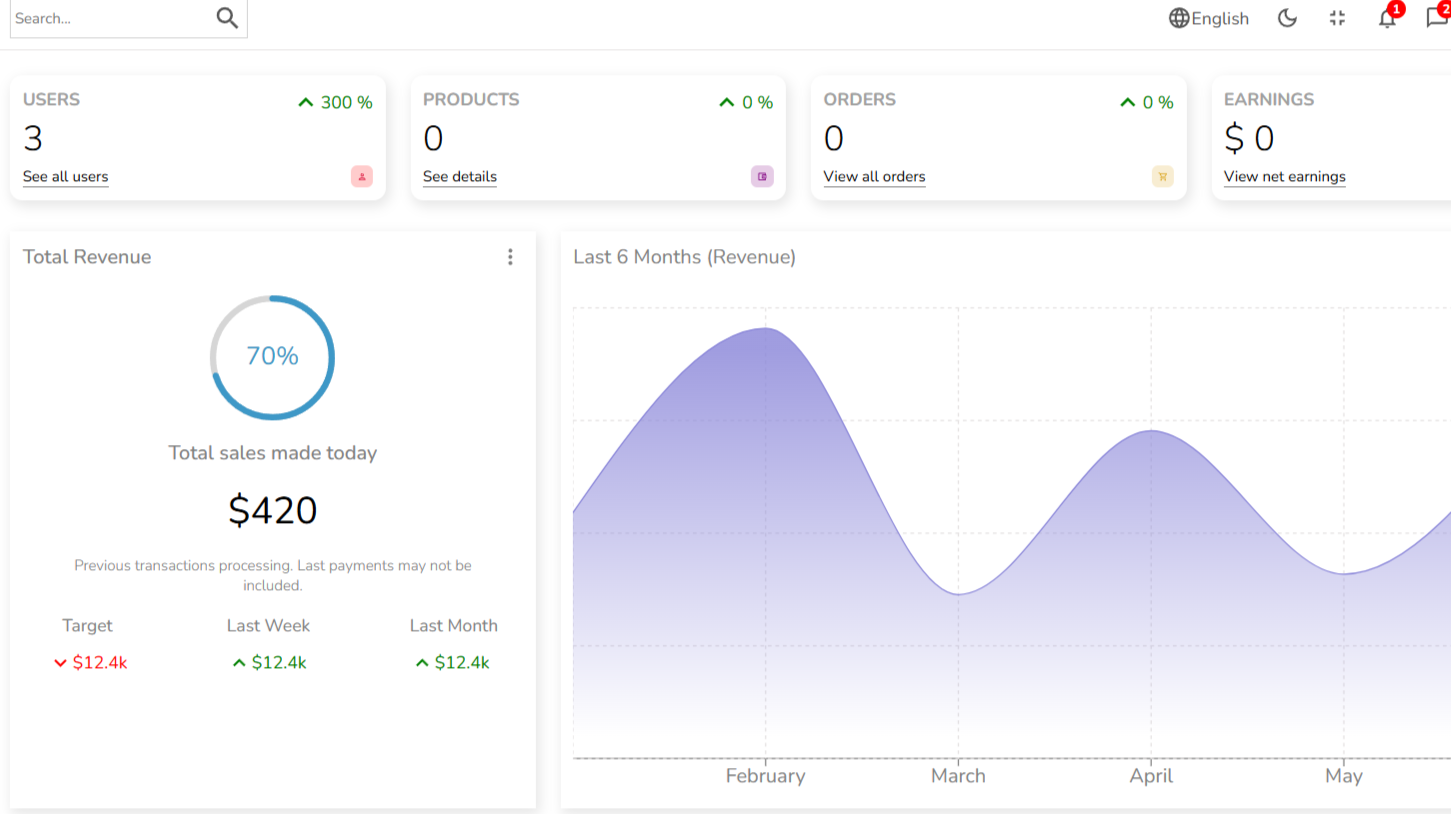 Search...
English
1
2
USERS
300 %
3
See all users
PRODUCTS
0 %
0
See details
ORDERS
0 %
0
View all orders
EARNINGS
$ 0
View net earnings
Total Revenue
70%
Total sales made today
$420
Previous transactions processing. Last payments may not be
included.
Target
Last Week
Last Month
$12.4k
$12.4k
$12.4k
Last 6 Months (Revenue)
February
March
April
May